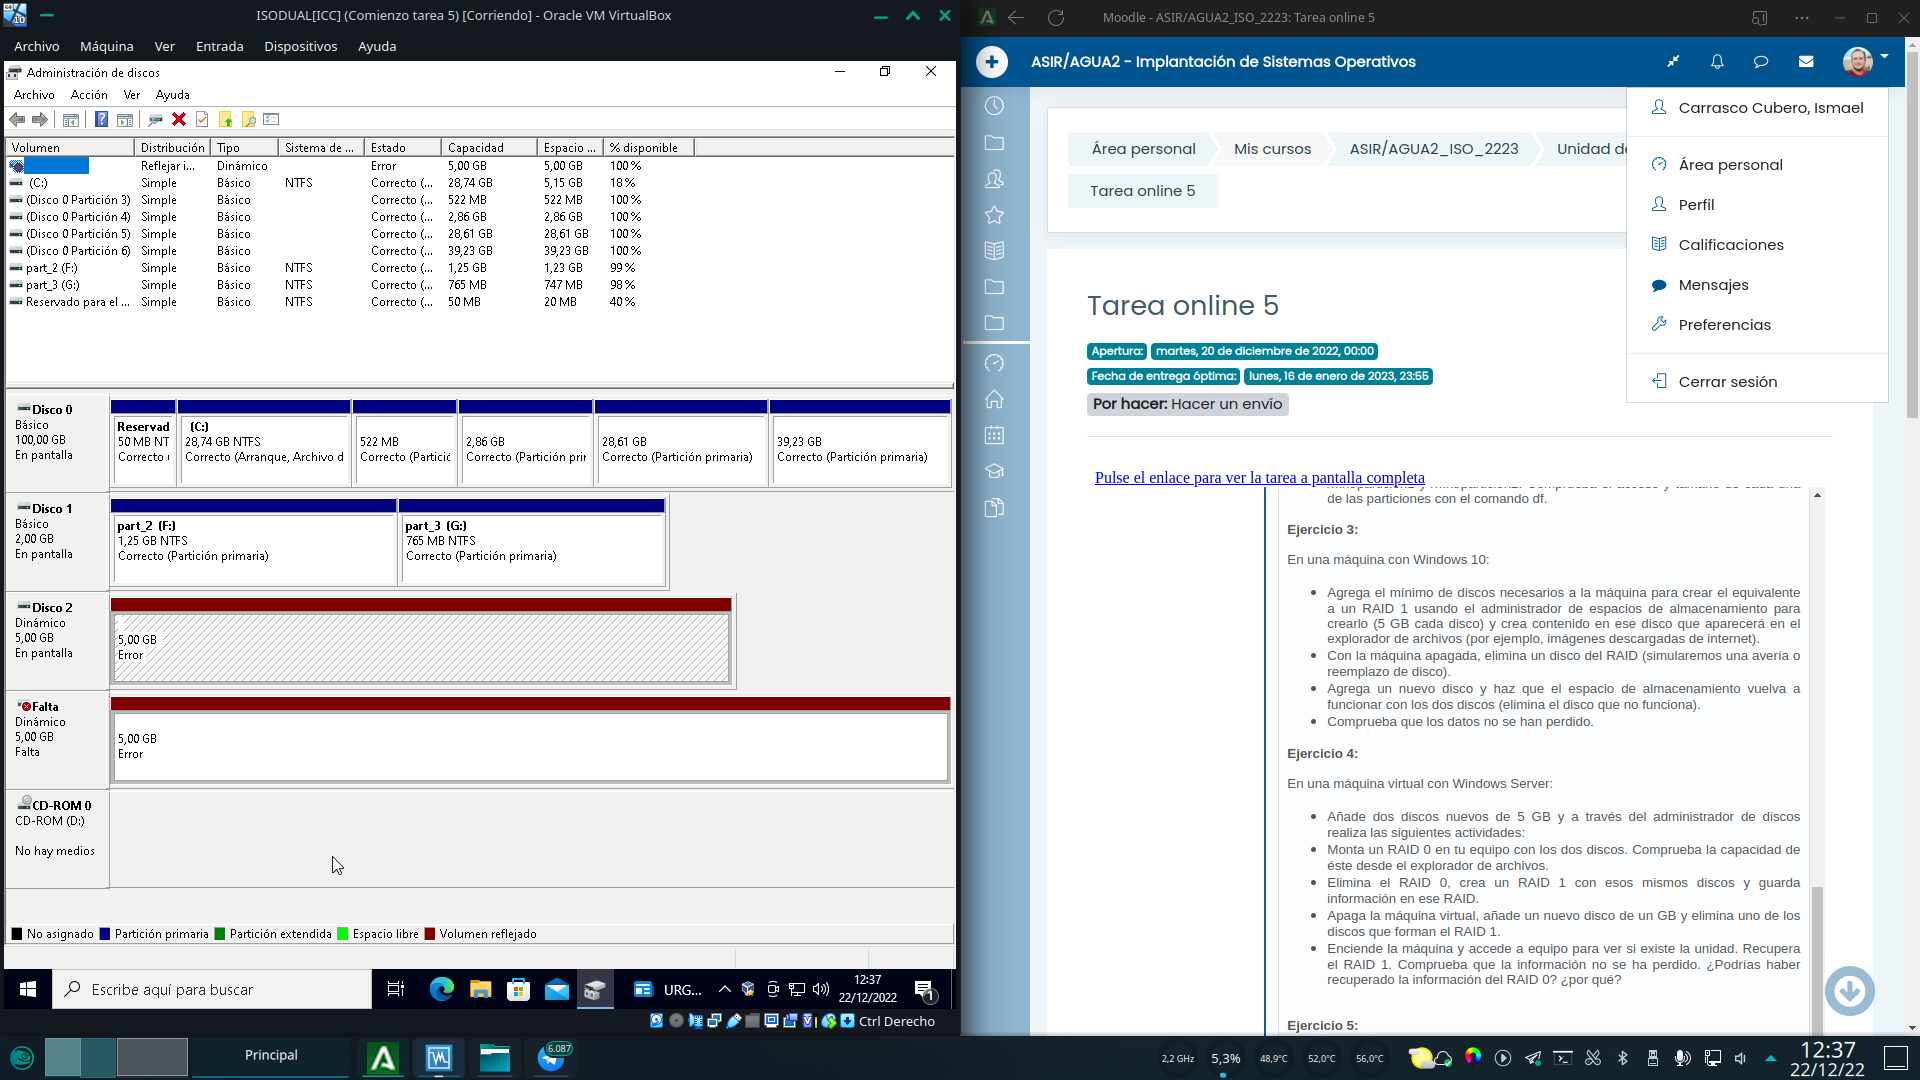 ISODUAL[ICC] (Comienzo tarea 5) [Corriendo] - Oracle VM VirtualBox
Archivo Máquina Ver Entrada Dispositivos Ayuda
Administración de discos
Archivo Acción Ver Ayuda
Volumen Distribución Tipo Sistema de ... Estado Capacidad Espacio ... % disponible
Reflejar i... Dinámico Error 5,00 GB 5,00 GB 100 %
(C:) Simple Básico NTFS Correcto (... 28,74 GB 5,15 GB 18 %
(Disco 0 Partición 3) Simple Básico Correcto (... 522 MB 522 MB 100 %
(Disco 0 Partición 4) Simple Básico Correcto (... 2,86 GB 2,86 GB 100 %
(Disco 0 Partición 5) Simple Básico Correcto (... 28,61 GB 28,61 GB 100 %
(Disco 0 Partición 6) Simple Básico Correcto (... 39,23 GB 39,23 GB 100 %
part_2 (F:) Simple Básico NTFS Correcto (... 1,25 GB 1,23 GB 99 %
part_3 (G:) Simple Básico NTFS Correcto (... 765 MB 747 MB 98 %
Reservado para el ... Simple Básico NTFS Correcto (... 50 MB 20 MB 40 %
Disco 0
Básico
100,00 GB
En pantalla
Reservad
50 MB NT
Correcto
(C:)
28,74 GB NTFS
Correcto (Arranque, Archivo d
522 MB
Correcto (Partici
2,86 GB
Correcto (Partición prir
28,61 GB
Correcto (Partición primaria)
39,23 GB
Correcto (Partición primaria)
Disco 1
Básico
2,00 GB
En pantalla
part_2 (F:)
1,25 GB NTFS
Correcto (Partición primaria)
part_3 (G:)
765 MB NTFS
Correcto (Partición primaria)
Disco 2
Dinámico
5,00 GB
En pantalla
5,00 GB
Error
Falta
Dinámico
5,00 GB
Falta
5,00 GB
Error
CD-ROM 0
CD-ROM (D:)
No hay medios
No asignado Partición primaria Partición extendida Espacio libre Volumen reflejado
Escribe aquí para buscar
URG...
12:37
22/12/2022
1
Ctrl Derecho
Moodle - ASIR/AGUA2_ISO_2223: Tarea online 5
ASIR/AGUA2 - Implantación de Sistemas Operativos
Carrasco Cubero, Ismael
Área personal
Perfil
Calificaciones
Mensajes
Preferencias
Cerrar sesión
Área personal Mis cursos ASIR/AGUA2_ISO_2223 Unidad de
Tarea online 5
Tarea online 5
Apertura: martes, 20 de diciembre de 2022, 00:00
Fecha de entrega óptima: lunes, 16 de enero de 2023, 23:55
Por hacer: Hacer un envío
Pulse el enlace para ver la tarea a pantalla completa
de las particiones con el comando df.
Ejercicio 3:
En una máquina con Windows 10:
Agrega el mínimo de discos necesarios a la máquina para crear el equivalente
a un RAID 1 usando el administrador de espacios de almacenamiento para
crearlo (5 GB cada disco) y crea contenido en ese disco que aparecerá en el
explorador de archivos (por ejemplo, imágenes descargadas de internet).
Con la máquina apagada, elimina un disco del RAID (simularemos una avería o
reemplazo de disco).
Agrega un nuevo disco y haz que el espacio de almacenamiento vuelva a
funcionar con los dos discos (elimina el disco que no funciona).
Comprueba que los datos no se han perdido.
Ejercicio 4:
En una máquina virtual con Windows Server:
Añade dos discos nuevos de 5 GB y a través del administrador de discos
realiza las siguientes actividades:
Monta un RAID 0 en tu equipo con los dos discos. Comprueba la capacidad de
éste desde el explorador de archivos.
Elimina el RAID 0, crea un RAID 1 con esos mismos discos y guarda
información en ese RAID.
Apaga la máquina virtual, añade un nuevo disco de un GB y elimina uno de los
discos que forman el RAID 1.
Enciende la máquina y accede a equipo para ver si existe la unidad. Recupera
el RAID 1. Comprueba que la información no se ha perdido. ¿Podrías haber
recuperado la información del RAID 0? ¿por qué?
Ejercicio 5:
Principal
6.087
2,2 GHz 5,3% 48,9°C 52,0°C 56,0°C
12:37
22/12/22